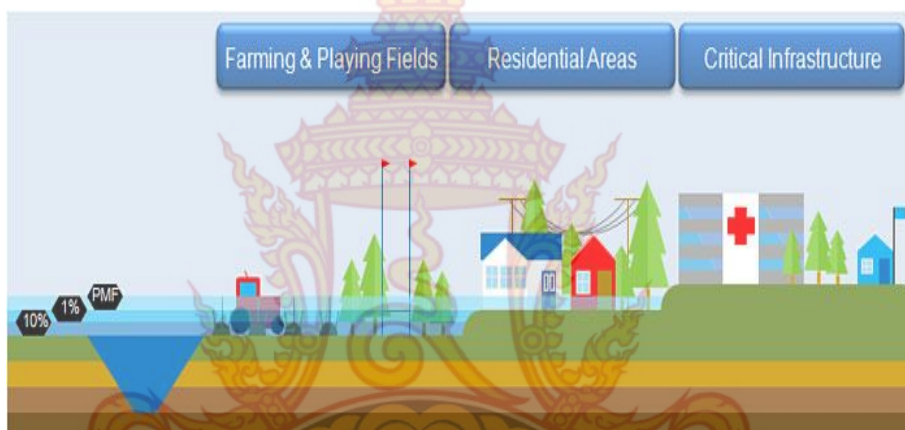 Farming & Playing Fields
Residential Areas
Critical Infrastructure
PMF
1%
10%